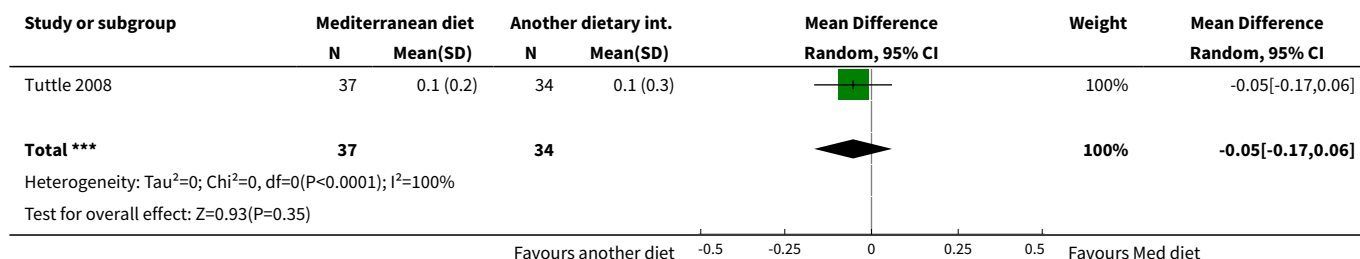 Study or subgroup Mediterranean diet Another dietary int. Mean Difference Weight Mean Difference
N Mean(SD) N Mean(SD) Random, 95% CI Random, 95% CI
Tuttle 2008 37 0.1 (0.2) 34 0.1 (0.3) 100% -0.05[-0.17,0.06]
Total *** 37 34 100% -0.05[-0.17,0.06]
Heterogeneity: Tau²=0; Chi²=0, df=0(P<0.0001); I²=100%
Test for overall effect: Z=0.93(P=0.35)
Favours another diet -0.5 -0.25 0 0.25 0.5 Favours Med diet